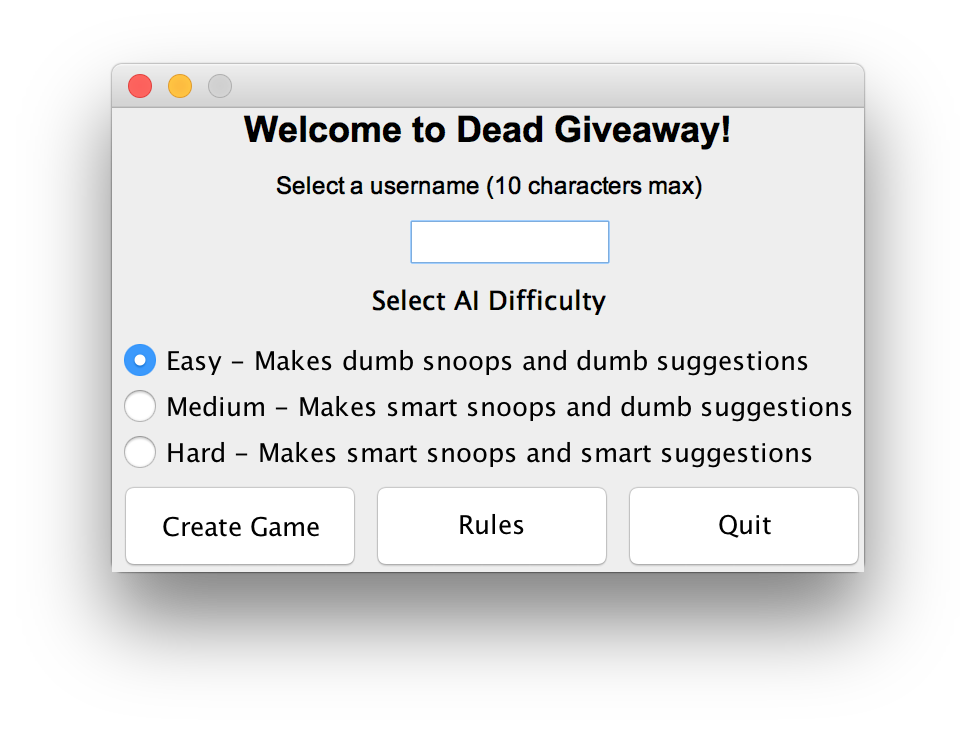 Welcome to Dead Giveaway!
Select a username (10 characters max)
Select AI Difficulty
Easy – Makes dumb snoops and dumb suggestions
Medium – Makes smart snoops and dumb suggestions
Hard – Makes smart snoops and smart suggestions
Create Game Rules Quit